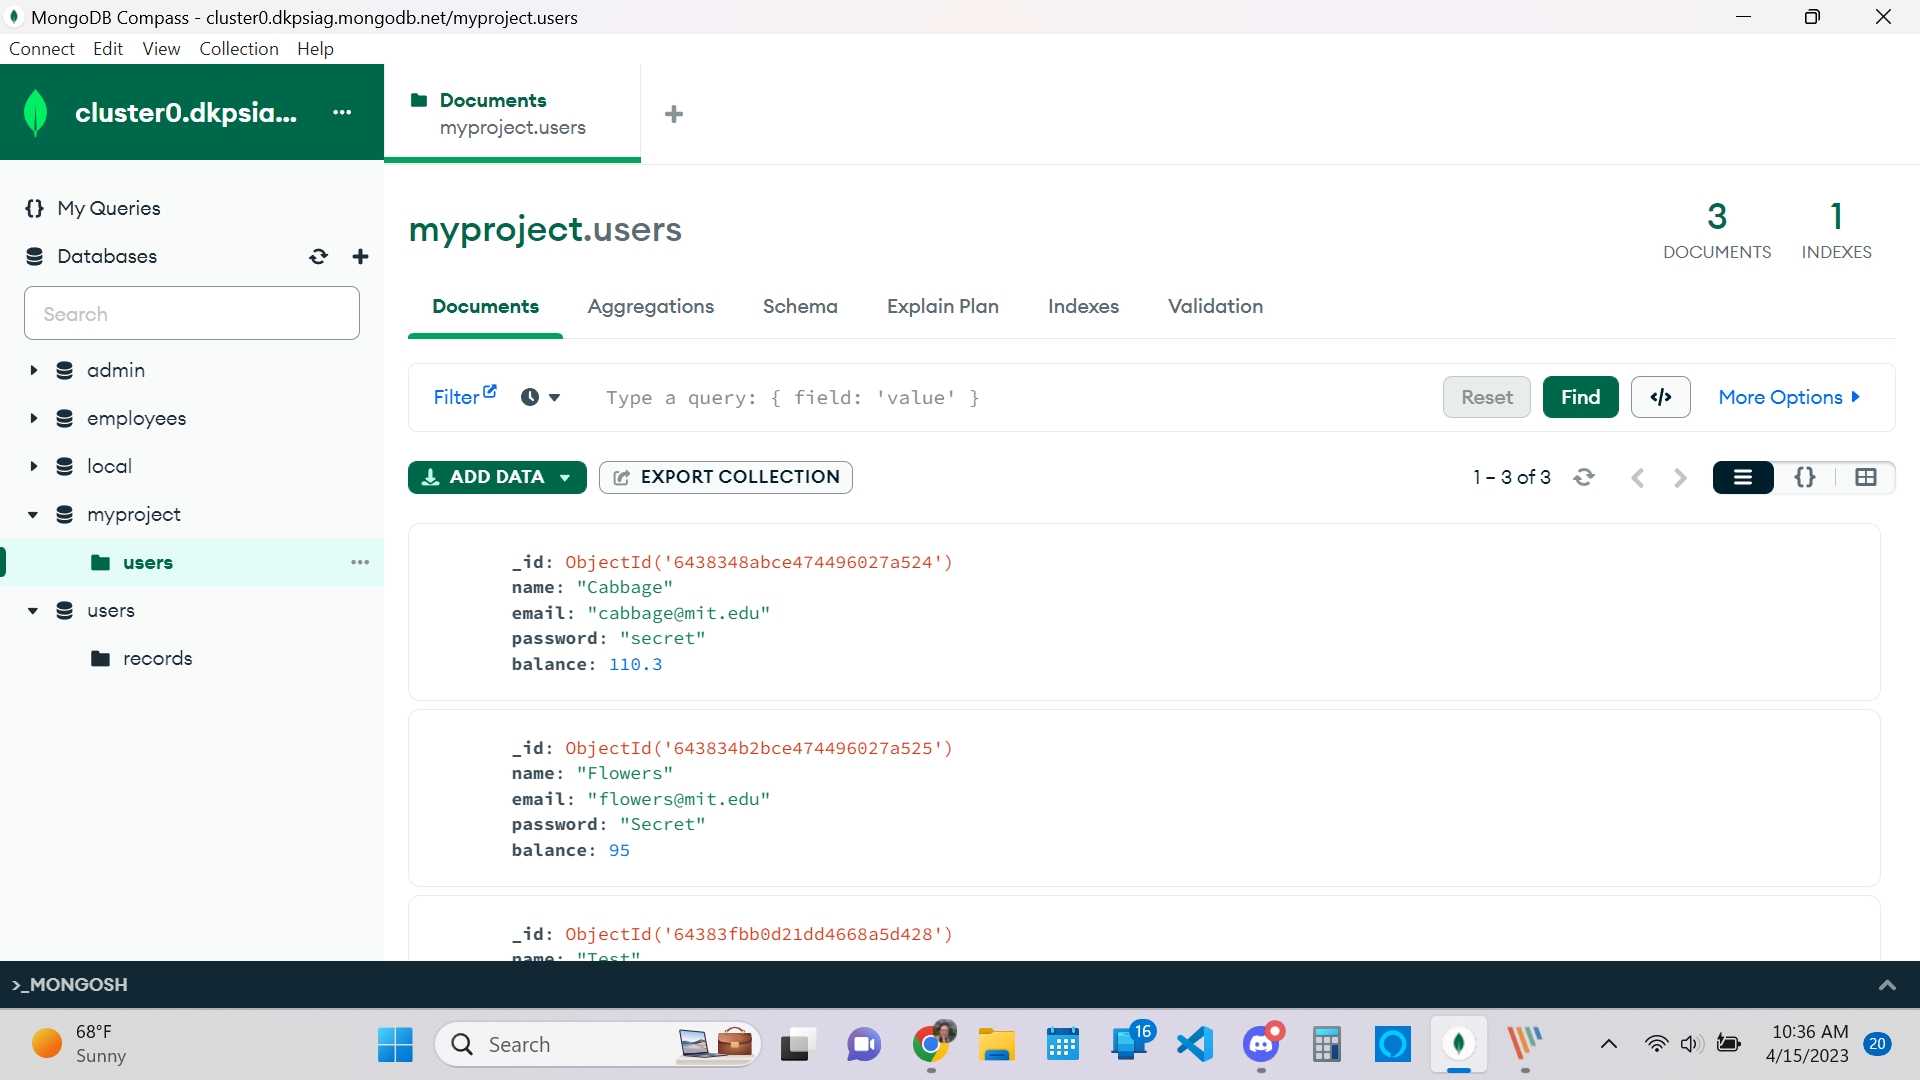 MongoDB Compass - cluster0.dkpsiag.mongodb.net/myproject.users
Connect Edit View Collection Help
cluster0.dkpsia... ...
Documents
myproject.users
+
{} My Queries
Databases
Search
admin
employees
local
myproject
users ...
users
records
myproject.users
3
DOCUMENTS
1
INDEXES
Documents Aggregations Schema Explain Plan Indexes Validation
Filter Type a query: { field: 'value' } Reset Find </> More Options
ADD DATA EXPORT COLLECTION 1 – 3 of 3 {}
_id: ObjectId('6438348abce474496027a524')
name: "Cabbage"
email: "cabbage@mit.edu"
password: "secret"
balance: 110.3
_id: ObjectId('643834b2bce474496027a525')
name: "Flowers"
email: "flowers@mit.edu"
password: "Secret"
balance: 95
_id: ObjectId('64383fbb0d21dd4668a5d428')
name: "Test"
>_MONGOSH
68°F
Sunny
Search
16
10:36 AM
4/15/2023
20